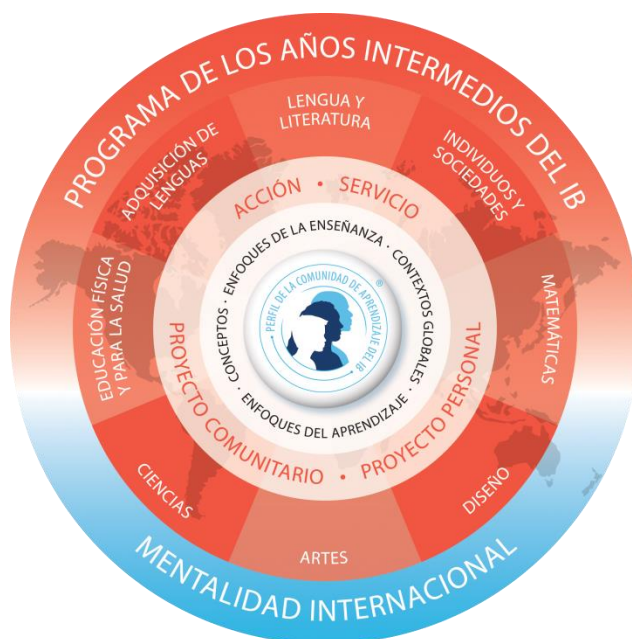 PROGRAMA DE LOS AÑOS INTERMEDIOS DEL IB
LENGUA Y
LITERATURA
ADQUISICIÓN DE
LENGUAS
INDIVIDUOS Y
SOCIEDADES
EDUCACIÓN FÍSICA
Y PARA LA SALUD
MATEMÁTICAS
CIENCIAS
DISEÑO
ARTES
ACCIÓN • SERVICIO
PROYECTO COMUNITARIO • PROYECTO PERSONAL
ENFOQUES DE LA ENSEÑANZA · CONTEXTOS GLOBALES ·
· CONCEPTOS · ENFOQUES DEL APRENDIZAJE
• PERFIL DE LA COMUNIDAD DE APRENDIZAJE DEL IB •
®
MENTALIDAD INTERNACIONAL